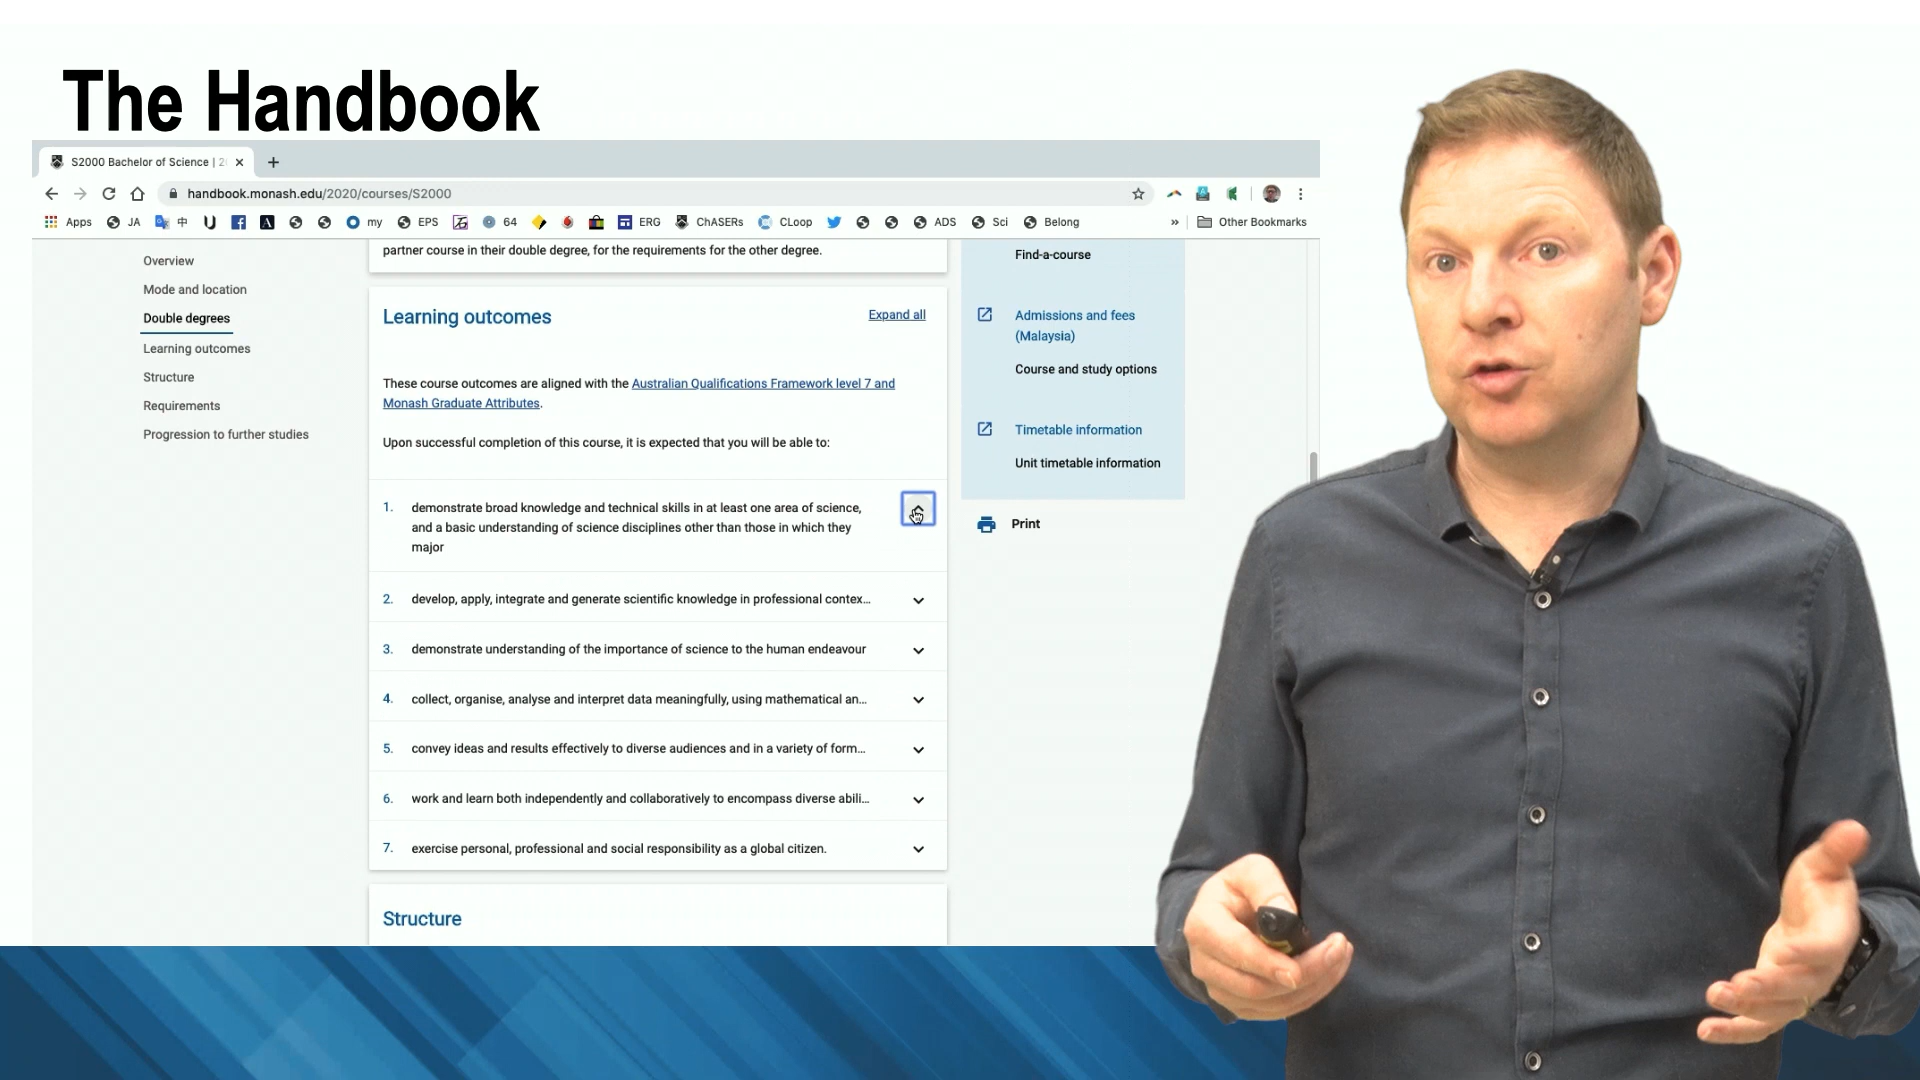 The Handbook
S2000 Bachelor of Science | 2
handbook.monash.edu/2020/courses/S2000
Apps JA 中 my EPS 64 ERG ChASERs CLoop ADS Sci Belong » Other Bookmarks
Overview
Mode and location
Double degrees
Learning outcomes
Structure
Requirements
Progression to further studies
partner course in their double degree, for the requirements for the other degree.
Learning outcomes
Expand all
These course outcomes are aligned with the Australian Qualifications Framework level 7 and
Monash Graduate Attributes.
Upon successful completion of this course, it is expected that you will be able to:
1. demonstrate broad knowledge and technical skills in at least one area of science,
and a basic understanding of science disciplines other than those in which they
major
2. develop, apply, integrate and generate scientific knowledge in professional contex...
3. demonstrate understanding of the importance of science to the human endeavour
4. collect, organise, analyse and interpret data meaningfully, using mathematical an...
5. convey ideas and results effectively to diverse audiences and in a variety of form...
6. work and learn both independently and collaboratively to encompass diverse abili...
7. exercise personal, professional and social responsibility as a global citizen.
Structure
Find-a-course
Admissions and fees
(Malaysia)
Course and study options
Timetable information
Unit timetable information
Print